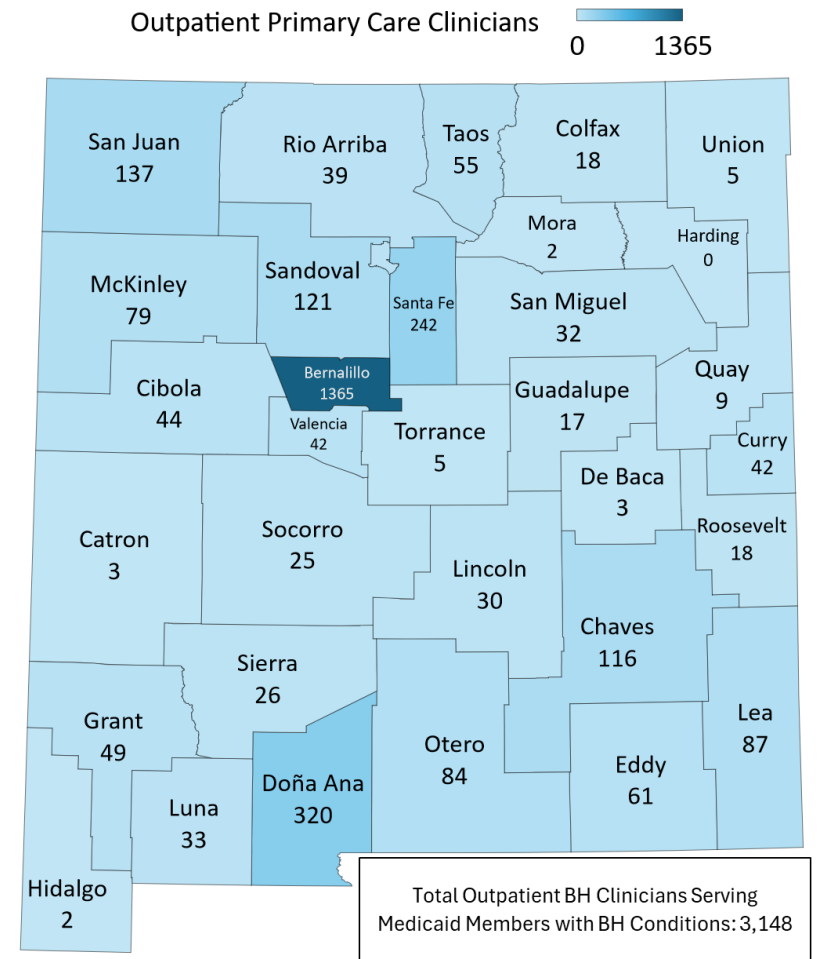 Outpatient Primary Care Clinicians
0 1365
San Juan
137
Rio Arriba
39
Taos
55
Colfax
18
Union
5
Mora
2
Harding
0
McKinley
79
Sandoval
121
Santa Fe
242
San Miguel
32
Bernalillo
1365
Cibola
44
Valencia
42
Torrance
5
Guadalupe
17
Quay
9
Curry
42
De Baca
3
Roosevelt
18
Catron
3
Socorro
25
Lincoln
30
Chaves
116
Sierra
26
Grant
49
Doña Ana
320
Otero
84
Eddy
61
Lea
87
Luna
33
Hidalgo
2
Total Outpatient BH Clinicians Serving
Medicaid Members with BH Conditions: 3,148